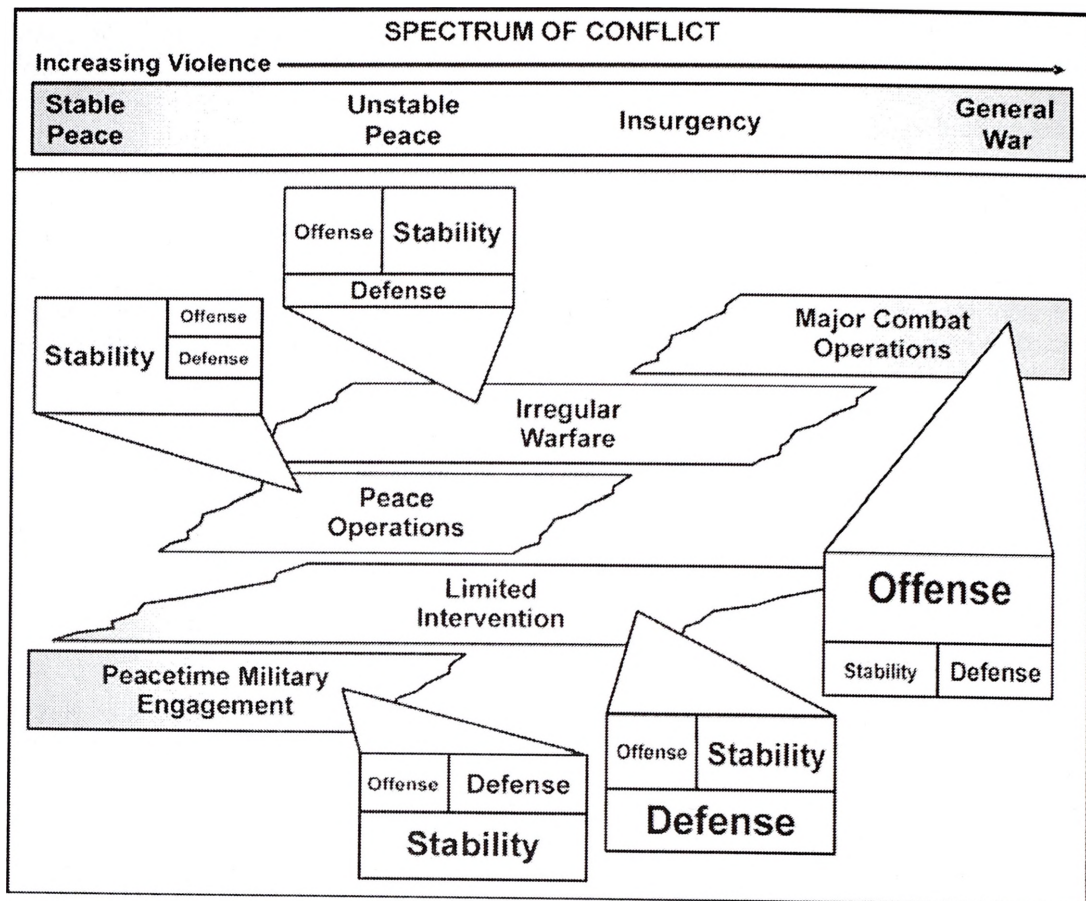 SPECTRUM OF CONFLICT
Increasing Violence
Stable
Peace
Unstable
Peace
Insurgency
General
War
Offense
Stability
Defense
Stability
Offense
Defense
Major Combat
Operations
Irregular
Warfare
Peace
Operations
Limited
Intervention
Peacetime Military
Engagement
Offense
Stability
Defense
Offense
Stability
Defense
Offense
Defense
Stability